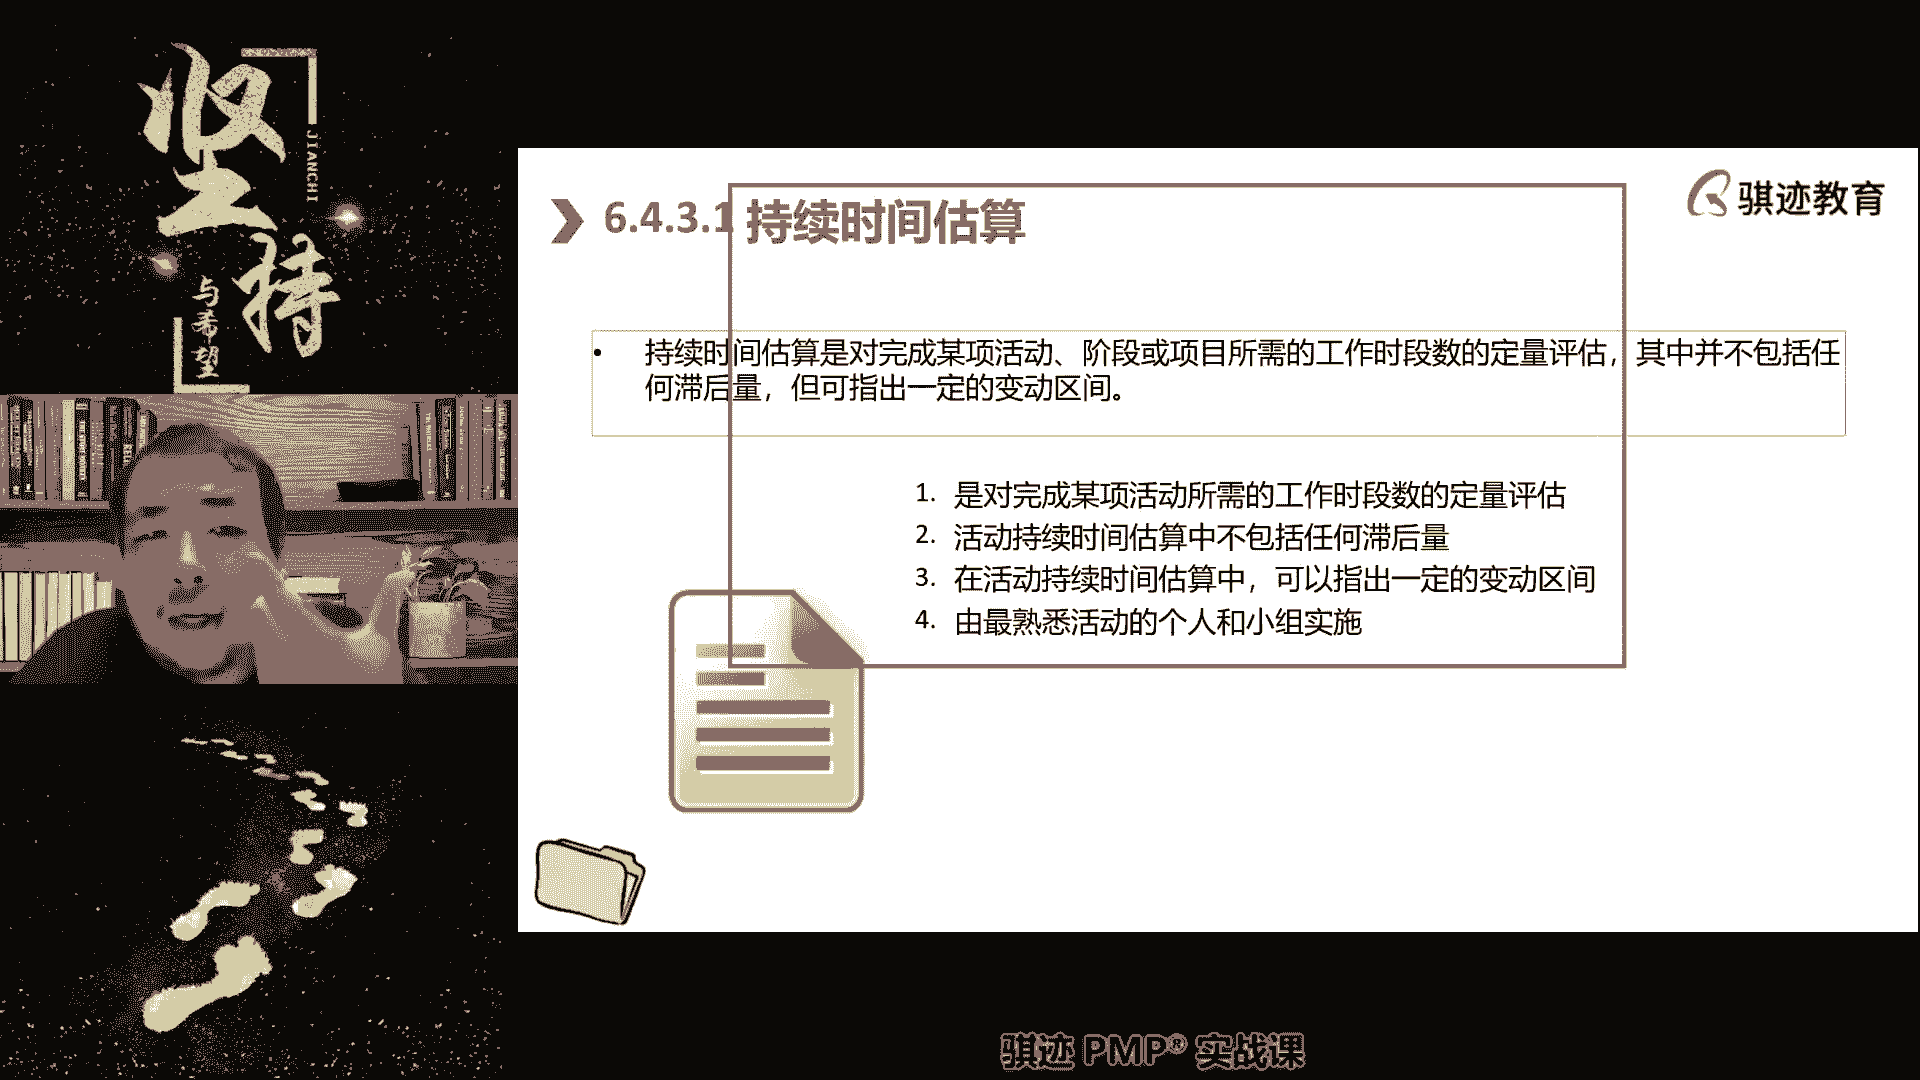 坚持
JIANCHI
与希望
骐迹教育
6.4.3.1 持续时间估算
• 持续时间估算是对完成某项活动、阶段或项目所需的工作时段数的定量评估，其中并不包括任
何滞后量，但可指出一定的变动区间。
1. 是对完成某项活动所需的工作时段数的定量评估
2. 活动持续时间估算中不包括任何滞后量
3. 在活动持续时间估算中，可以指出一定的变动区间
4. 由最熟悉活动的个人和小组实施
骐迹 PMP® 实战课